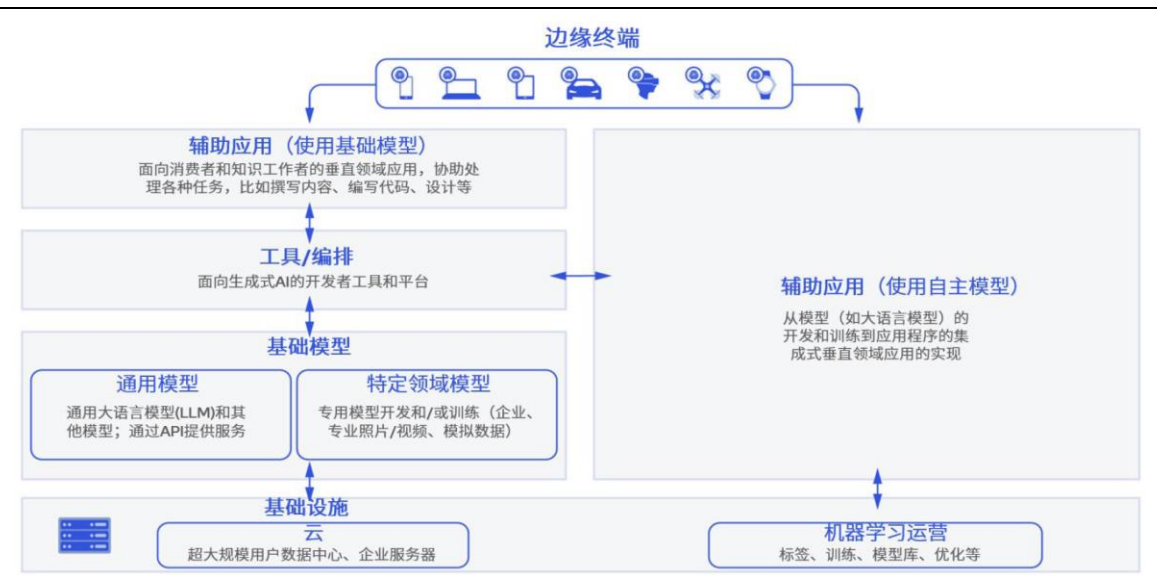 边缘终端
辅助应用（使用基础模型）
面向消费者和知识工作者的垂直领域应用，协助处
理各种任务，比如撰写内容、编写代码、设计等
工具/编排
面向生成式AI的开发者工具和平台
基础模型
通用模型
通用大语言模型(LLM)和其
他模型；通过API提供服务
特定领域模型
专用模型开发和/或训练（企业、
专业照片/视频、模拟数据）
辅助应用（使用自主模型）
从模型（如大语言模型）的
开发和训练到应用程序的集
成式垂直领域应用的实现
基础设施
云
超大规模用户数据中心、企业服务器
机器学习运营
标签、训练、模型库、优化等